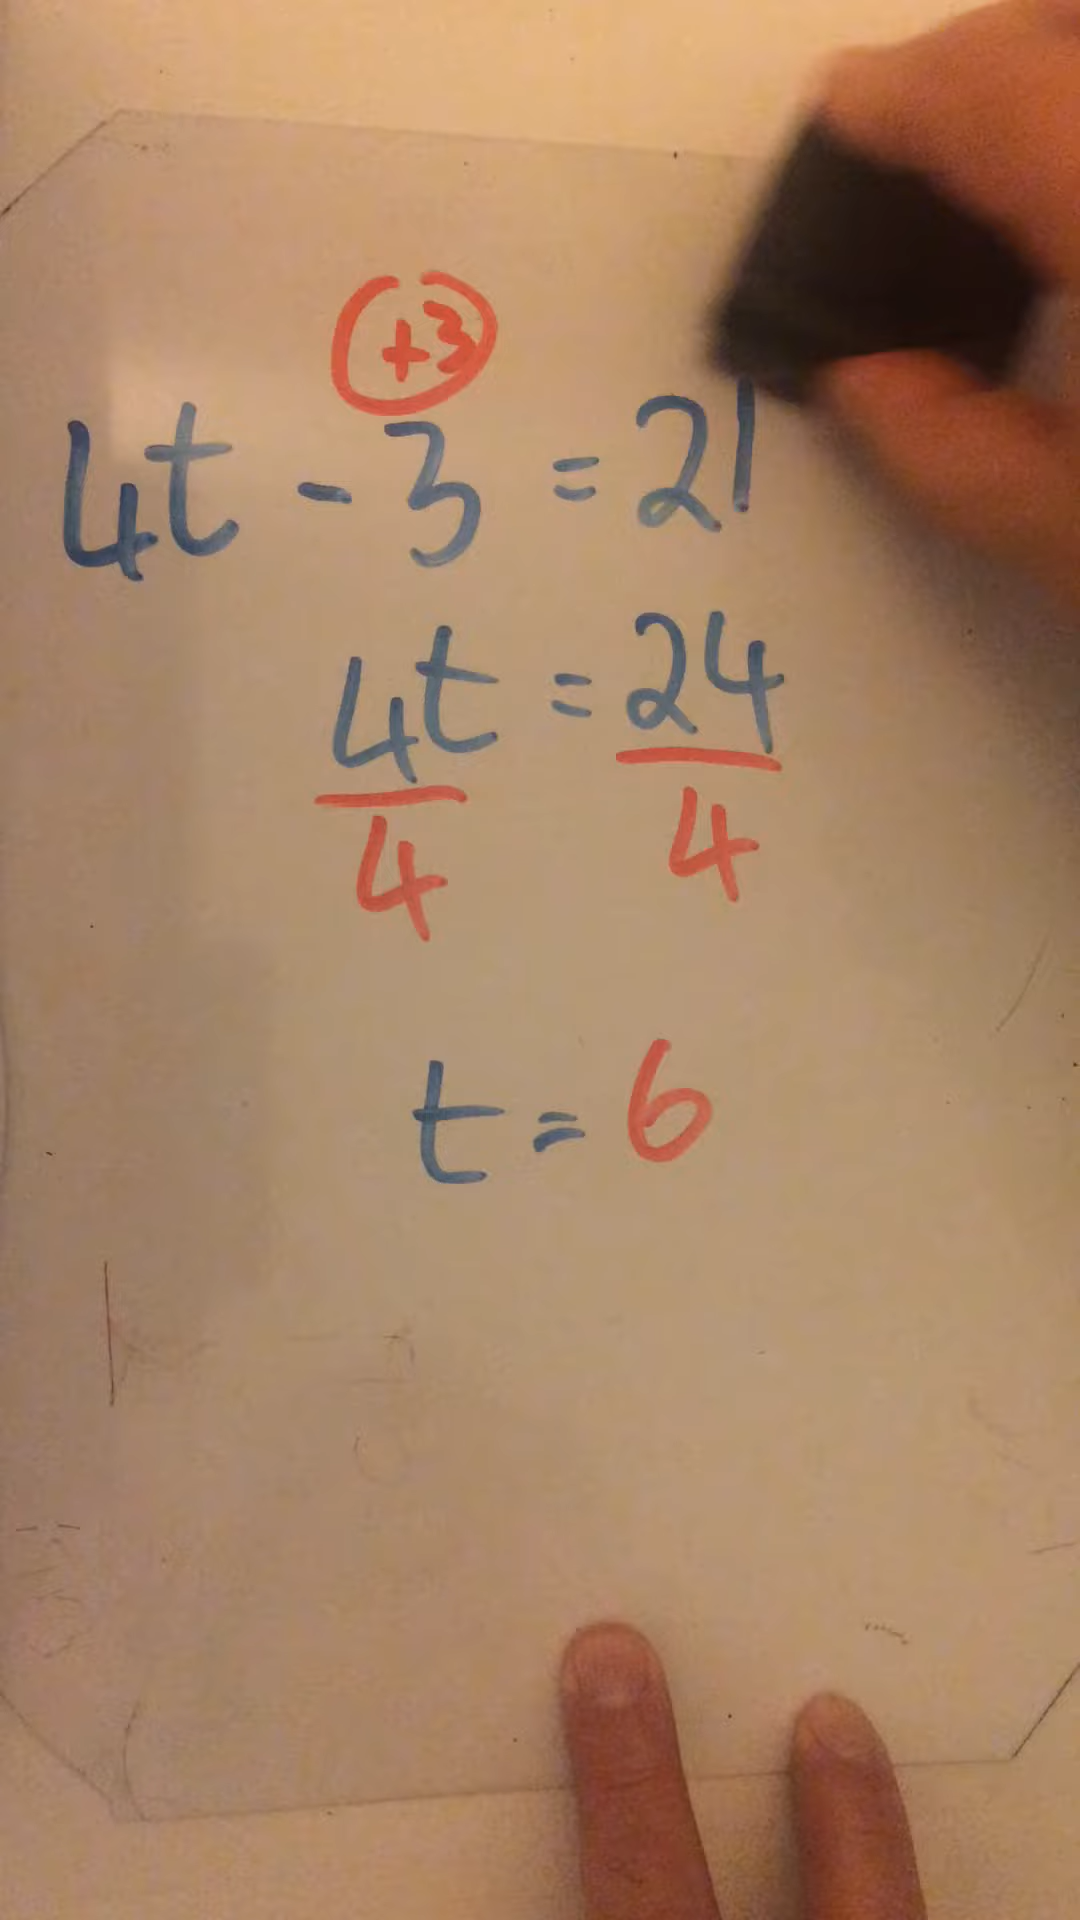 +3
4t - 3 = 21
4t = 24
4 4
t = 6